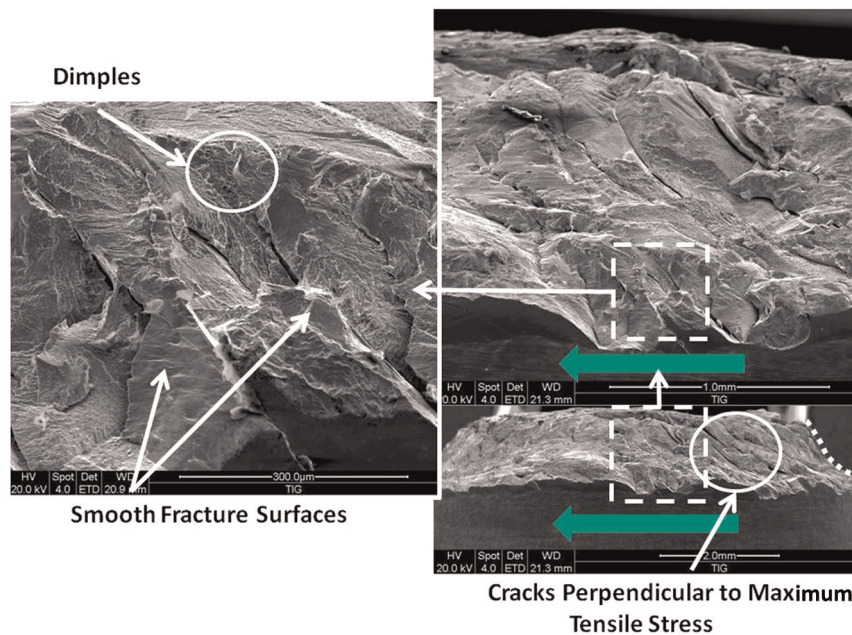 Dimples
HV Spot Det WD 300.0µm
20.0 kV 4.0 ETD 20.9 mm TIG
Smooth Fracture Surfaces
HV Spot Det WD 1.0mm
0.0 kV 4.0 ETD 21.3 mm TIG
HV Spot Det WD 2.0mm
20.0 kV 4.0 ETD 21.3 mm TIG
Cracks Perpendicular to Maximum
Tensile Stress